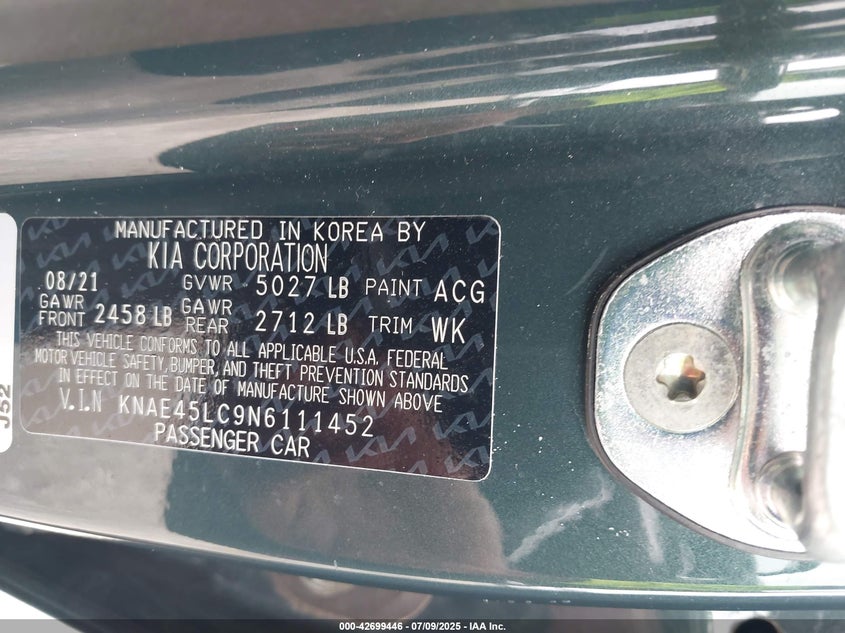 MANUFACTURED IN KOREA BY
KIA CORPORATION
08/21 GVWR 5027 LB PAINT ACG
GAWR FRONT 2458 LB GAWR REAR 2712 LB TRIM WK
THIS VEHICLE CONFORMS TO ALL APPLICABLE U.S.A. FEDERAL
MOTOR VEHICLE SAFETY, BUMPER, AND THEFT PREVENTION STANDARDS
IN EFFECT ON THE DATE OF MANUFACTURE SHOWN ABOVE
V.I.N KNAE45LC9N6111452
PASSENGER CAR
J52
000-42699446 - 07/09/2025 - IAA Inc.